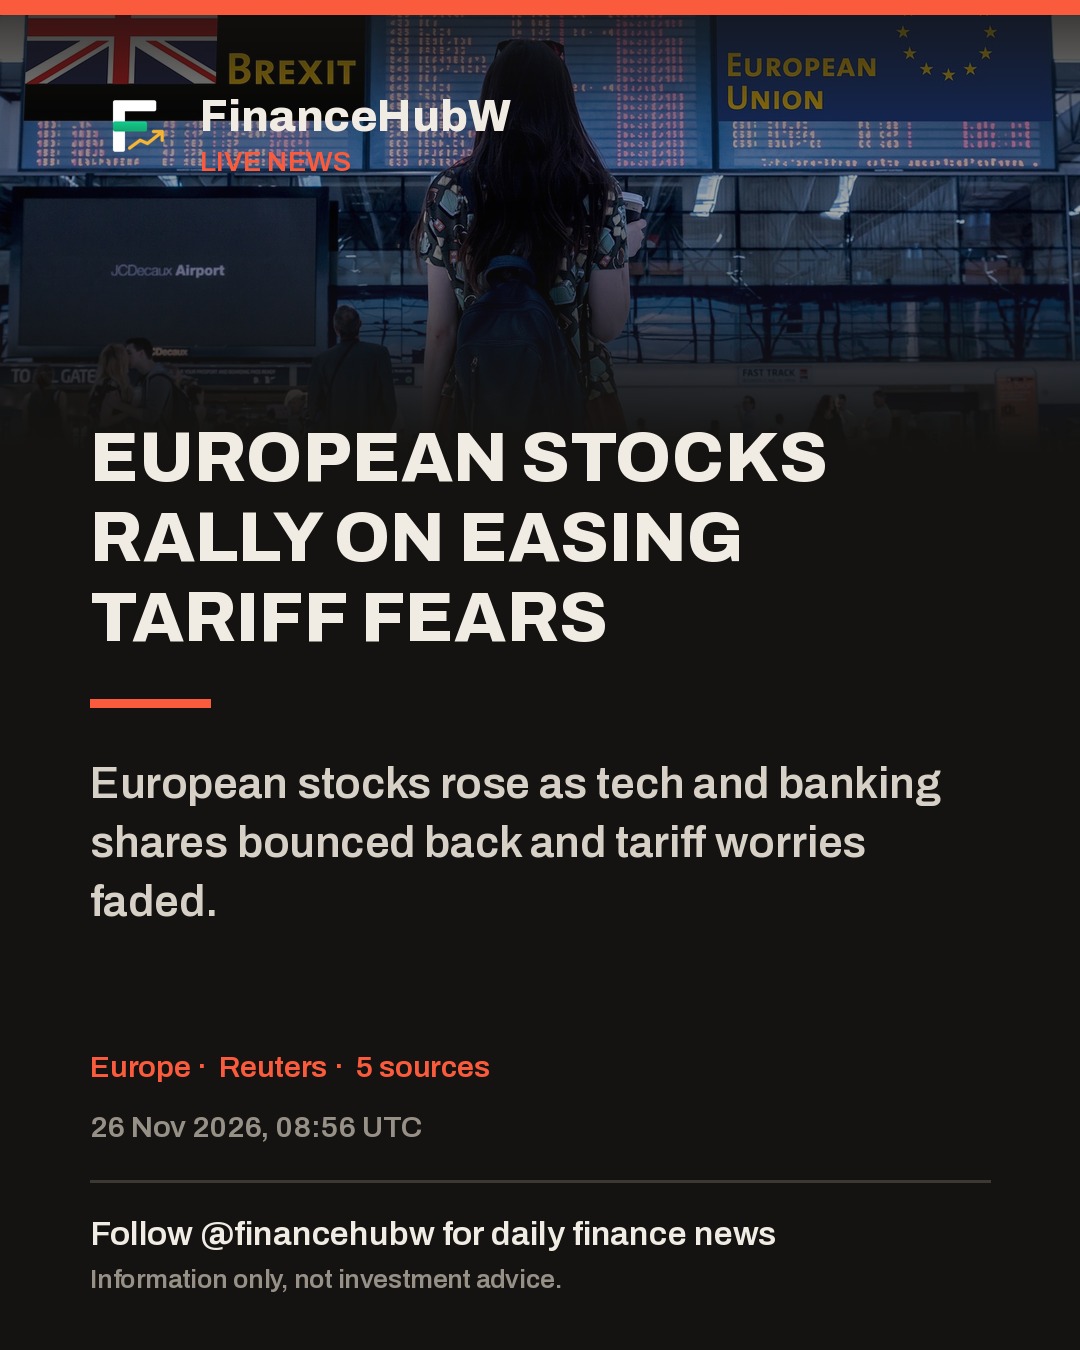 BREXIT
EUROPEAN
UNION
FinanceHubW
LIVE NEWS
JCDecaux Airport
JCDecaux
FAST TRACK
EUROPEAN STOCKS
RALLY ON EASING
TARIFF FEARS
European stocks rose as tech and banking
shares bounced back and tariff worries
faded.
Europe · Reuters · 5 sources
26 Nov 2026, 08:56 UTC
Follow @financehubw for daily finance news
Information only, not investment advice.